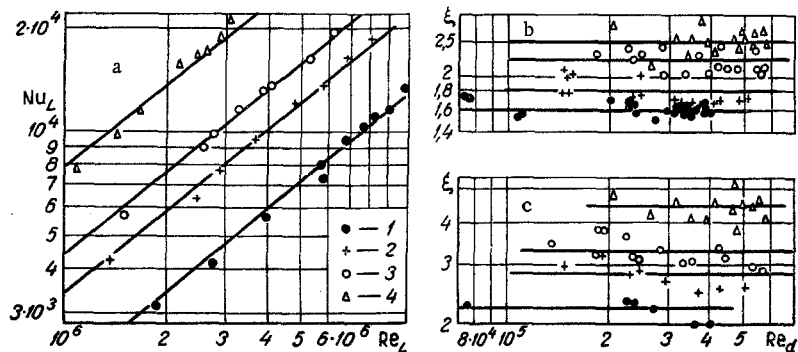 2·10⁴
a
Nu_L
10⁴
9
8
7
6
5
4
3·10³
10⁶
2
3
4
5
6·10⁶
Re_L
● — 1
+ — 2
○ — 3
△ — 4
ξ
b
2,5
2
1,8
1,6
1,4
ξ
c
4
3
2
8·10⁴
10⁵
2
3
4
5
Re_d